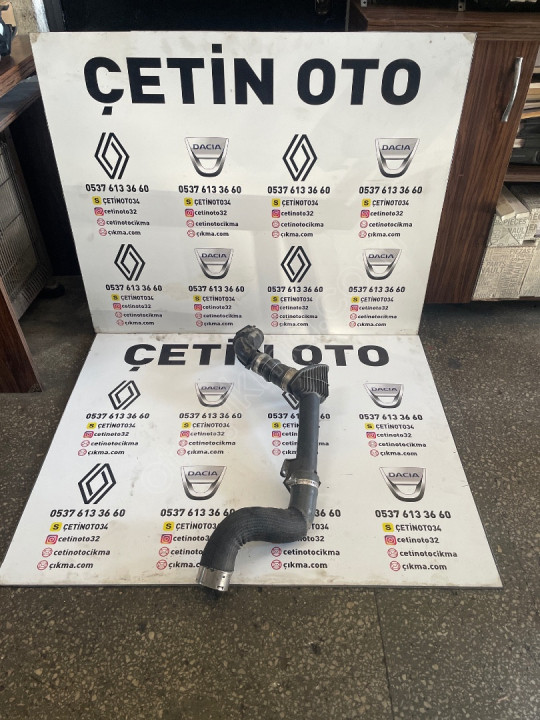 ÇETİN OTO
DACIA DACIA
0537 613 36 60 0537 613 36 60 0537 613 36 60 0537 613 36 60
S ÇETİNOTO34 S ÇETİNOTO34 S ÇETİNOTO34 S ÇETİNOTO34
cetinoto32 cetinoto32 cetinoto32 cetinoto32
cetinotocikma cetinotocikma cetinotocikma cetinotocikma
çıkma.com çıkma.com çıkma.com çıkma.com
DACIA DACIA
0537 613 36 60 0537 613 36 60 0537 613 36 60 0537 613 36 60
ÇETİNOTO34 ÇETİNOTO34 ÇETİNOTO34 ÇETİNOTO34
cetinoto32 cetinoto32 cetinoto32 cetinoto32
cetinotocikma cetinotocikma cetinotocikma cetinotocikma
çıkma.com çıkma.com çıkma.com çıkma.com
ÇETİN OTO
DACIA DACIA
0537 613 36 60 0537 613 36 60 0537 613 36 60
S ÇETİNOTO34 S ÇETİNOTO34 S ÇETİNOTO34
cetinoto32 cetinoto32 cetinoto32
cetinotocikma cetinotocikma cetinotocikma
çıkma.com çıkma.com çıkma.com
DACIA DACIA
0537 613 36 60 0537 613 36 60
S ÇETİNOTO34 S ÇETİNOTO34 S ÇETİNOTO34
cetinoto32 cetinoto32 cetinoto32
cetinotocikma cetinotocikma cetinotocikma
çıkma.com çıkma.com çıkma.com